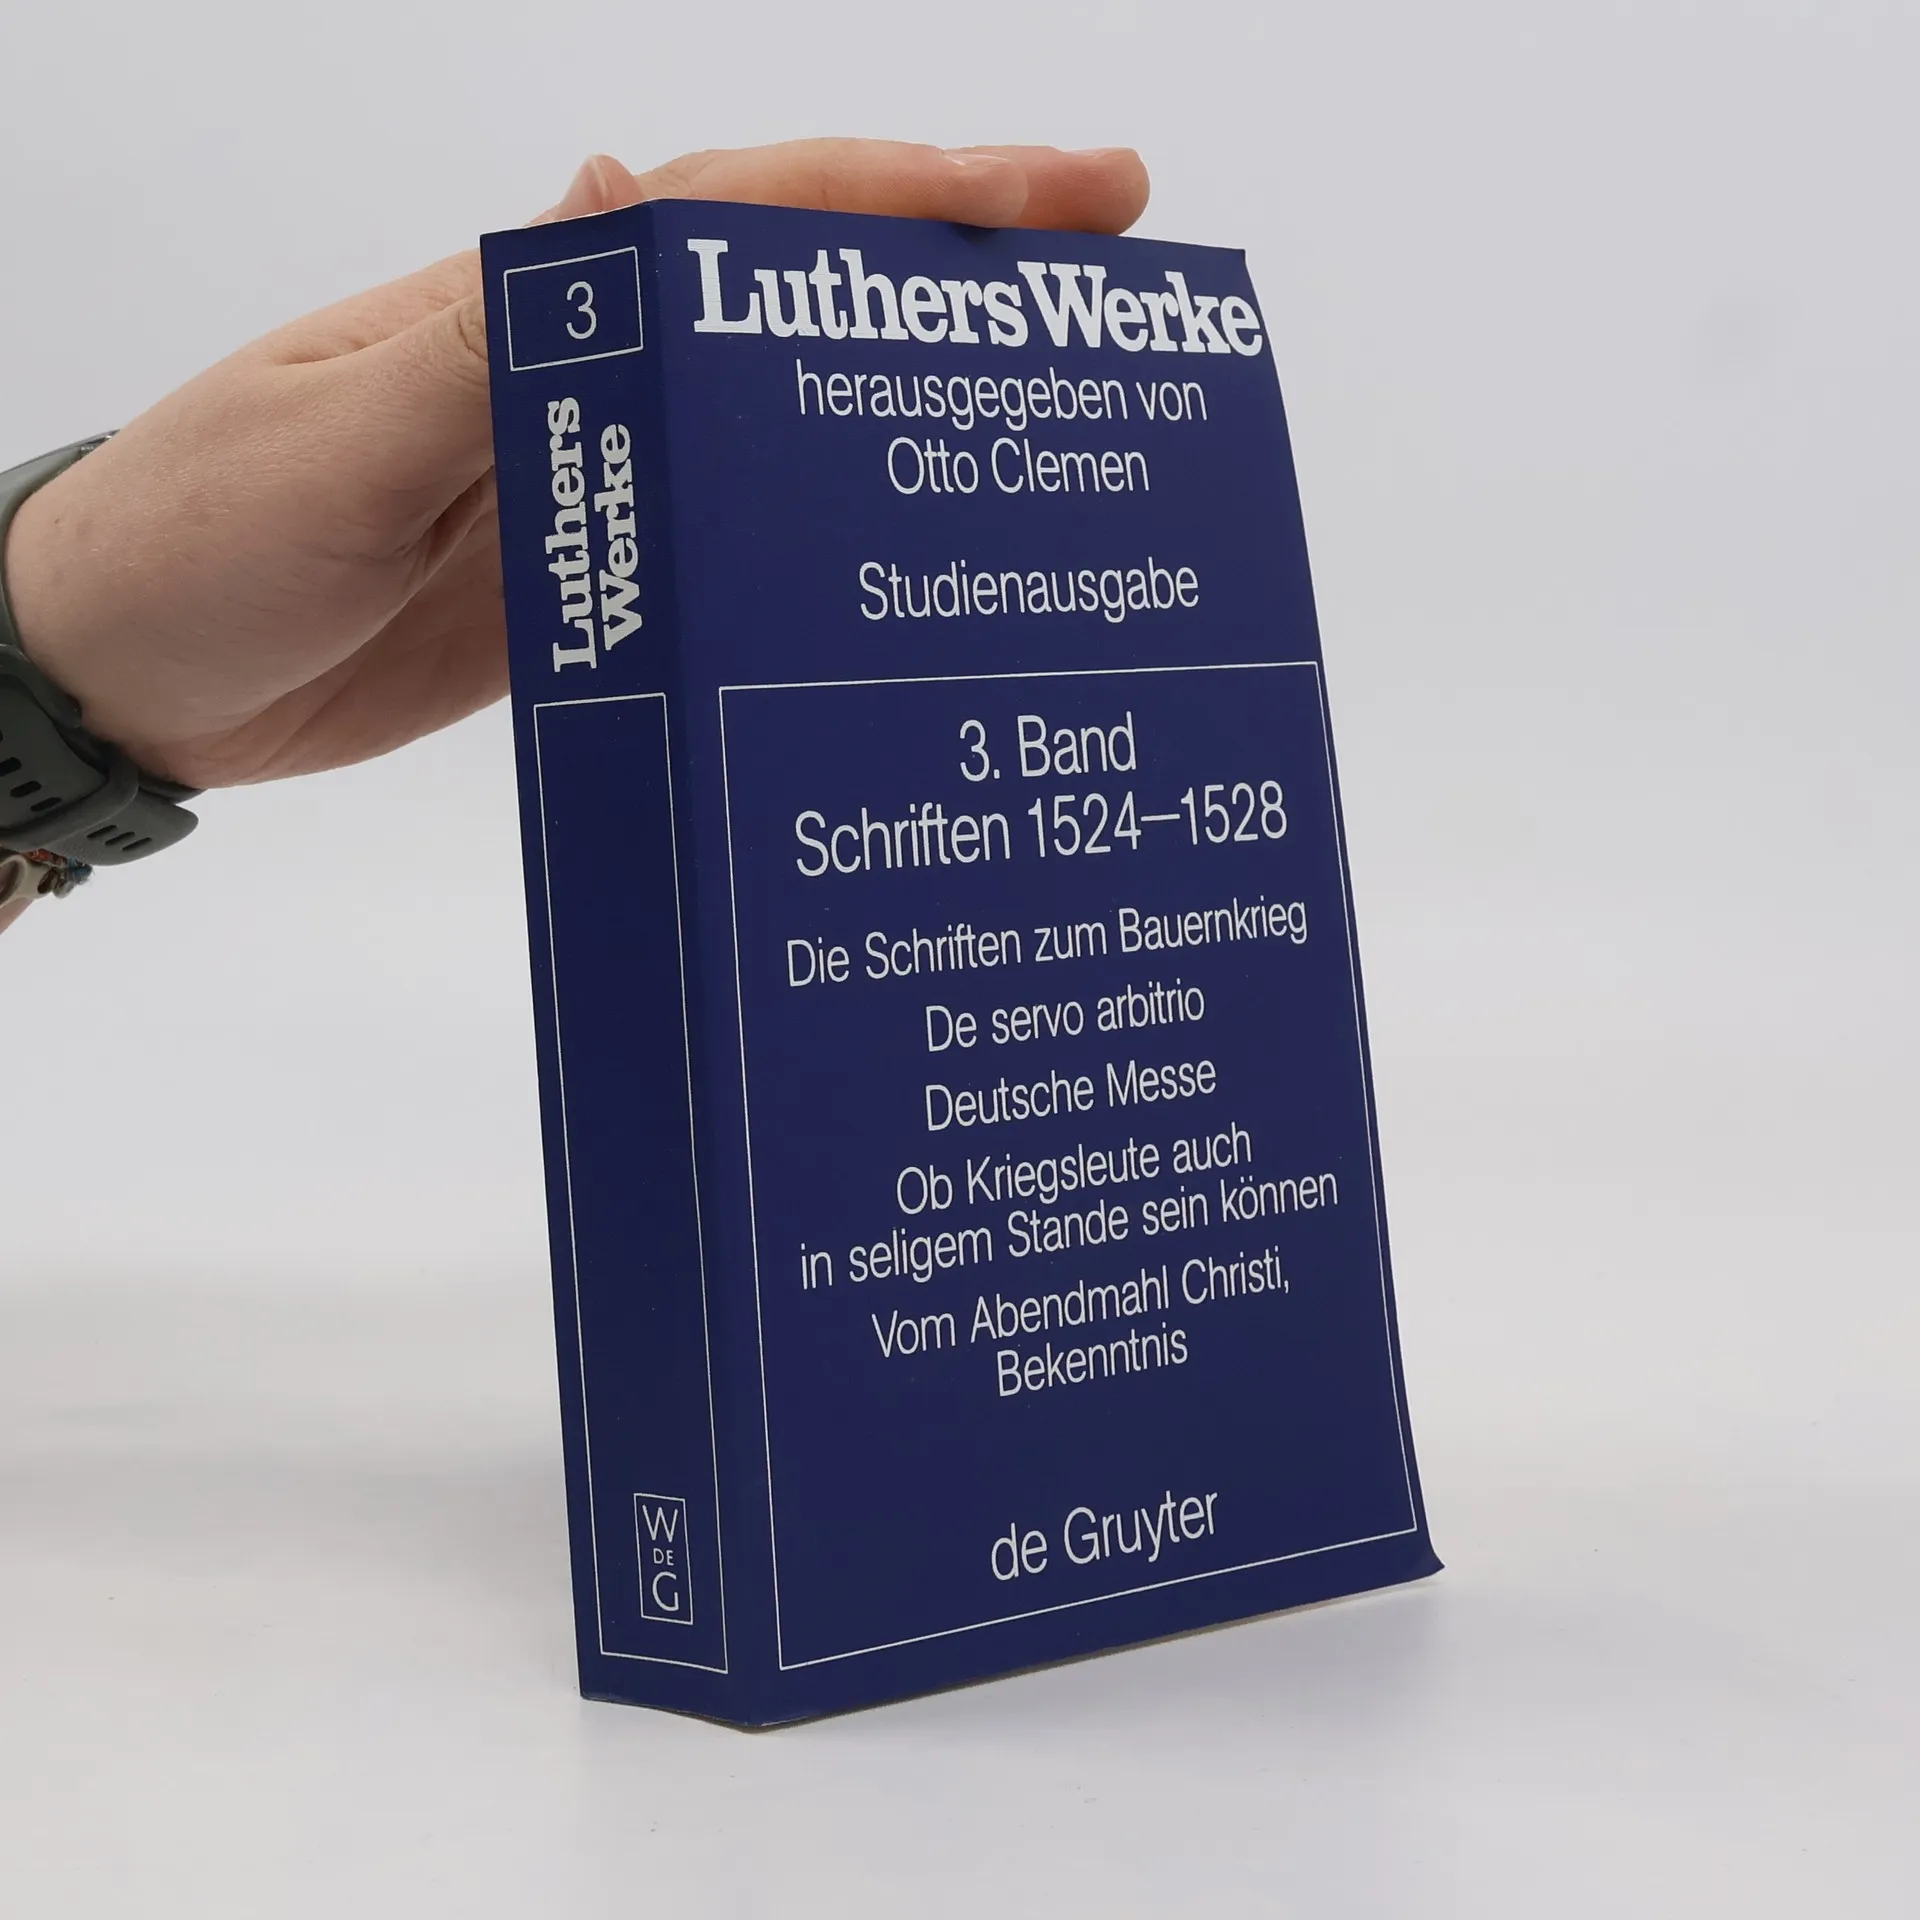 3
Luthers
Werke
W
DE
G
Luthers Werke
herausgegeben von
Otto Clemen
Studienausgabe
3. Band
Schriften 1524–1528
Die Schriften zum Bauernkrieg
De servo arbitrio
Deutsche Messe
Ob Kriegsleute auch
in seligem Stande sein können
Vom Abendmahl Christi,
Bekenntnis
de Gruyter